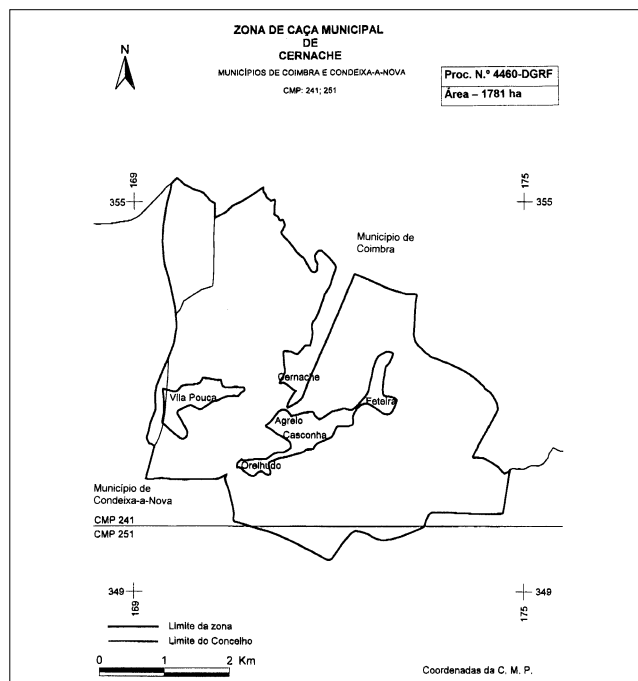 ZONA DE CAÇA MUNICIPAL
DE
CERNACHE
MUNICÍPIOS DE COIMBRA E CONDEIXA-A-NOVA
CMP: 241; 251
N
Proc. N.º 4460-DGRF
Área – 1781 ha
169
175
355
355
Município de
Coimbra
Cernache
Vila Pouca
Feteira
Agrelo
Casconha
Orelhudo
Município de
Condeixa-a-Nova
CMP 241
CMP 251
349
349
169
175
Limite da zona
Limite do Concelho
0 1 2 Km
Coordenadas da C. M. P.